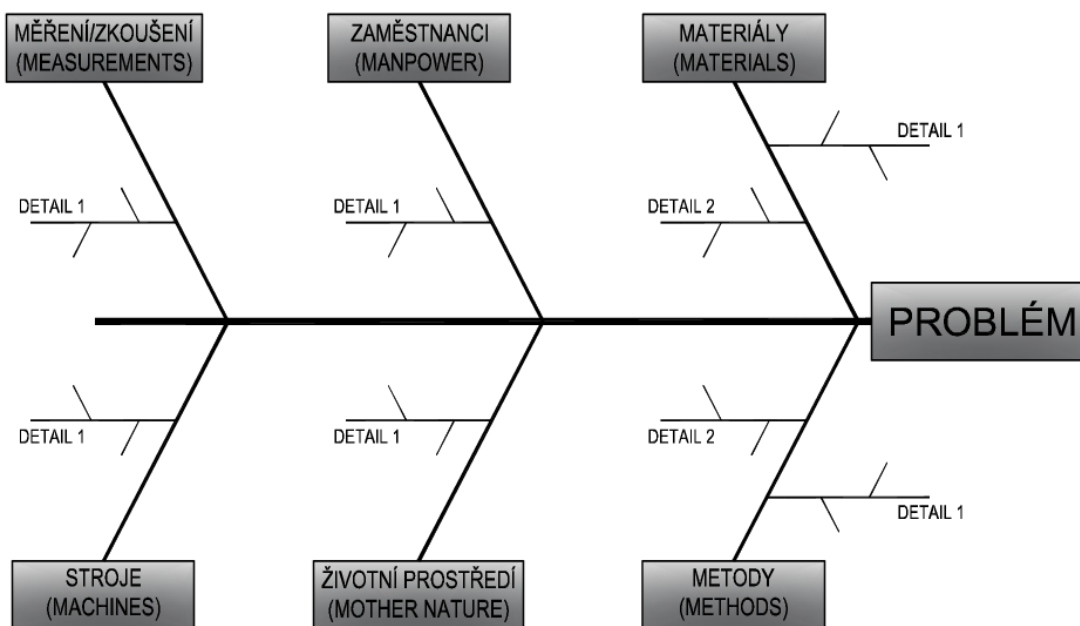 MĚŘENÍ/ZKOUŠENÍ
(MEASUREMENTS)
ZAMĚSTNANCI
(MANPOWER)
MATERIÁLY
(MATERIALS)
DETAIL 1
DETAIL 1
DETAIL 1
DETAIL 2
PROBLÉM
DETAIL 1
DETAIL 1
DETAIL 2
DETAIL 1
STROJE
(MACHINES)
ŽIVOTNÍ PROSTŘEDÍ
(MOTHER NATURE)
METODY
(METHODS)